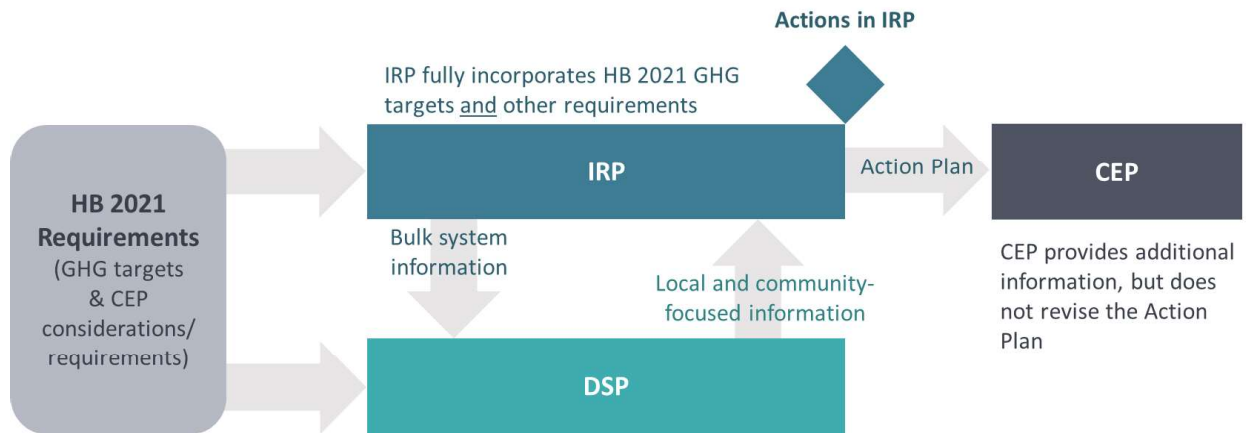 Actions in IRP
IRP fully incorporates HB 2021 GHG
targets and other requirements
HB 2021
Requirements
(GHG targets
& CEP
considerations/
requirements)
IRP
Action Plan
CEP
Bulk system
information
Local and community-
focused information
CEP provides additional
information, but does
not revise the Action
Plan
DSP